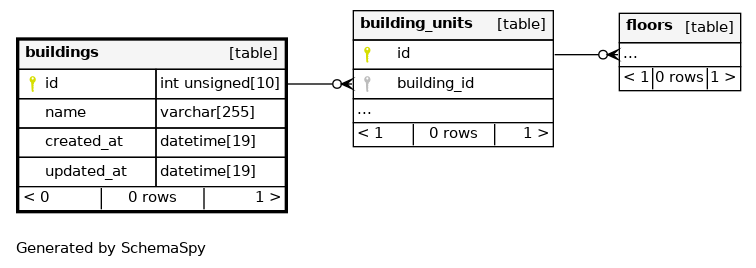 buildings [table]
id int unsigned[10]
name varchar[255]
created_at datetime[19]
updated_at datetime[19]
< 0 0 rows 1 >
building_units [table]
id
building_id
...
< 1 0 rows 1 >
floors [table]
...
< 1 0 rows 1 >
Generated by SchemaSpy